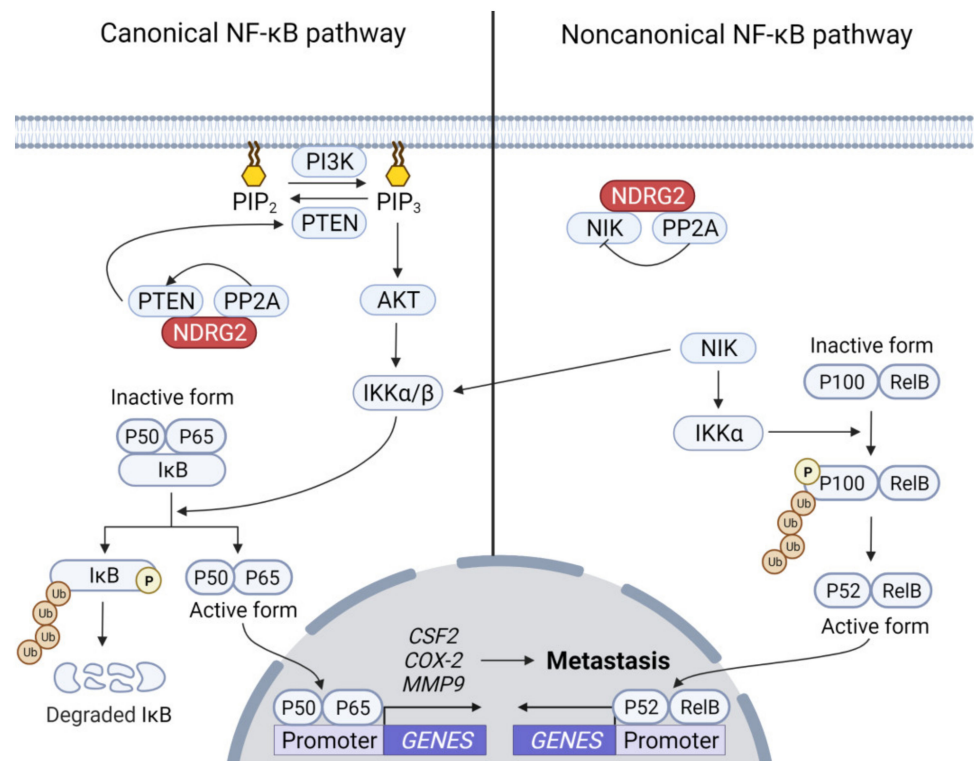 Canonical NF-κB pathway
Noncanonical NF-κB pathway
PI3K
PIP2
PIP3
PTEN
PTEN
PP2A
NDRG2
AKT
IKKα/β
Inactive form
P50
P65
IκB
IκB
P
Ub
Ub
Ub
Ub
Degraded IκB
P50
P65
Active form
NDRG2
NIK
PP2A
NIK
IKKα
Inactive form
P100
RelB
P
P100
RelB
Ub
Ub
Ub
Ub
P52
RelB
Active form
CSF2
COX-2
MMP9
Metastasis
P50
P65
Promoter
GENES
P52
RelB
GENES
Promoter